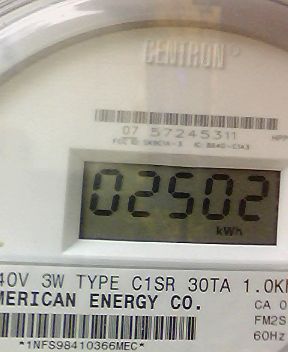 CENTRON®
07 57245311
02502
kWh
40V 3W TYPE C1SR 30TA 1.0K
MERICAN ENERGY CO.
CA 0
FM2S
60Hz
*1NFS98410366MEC*